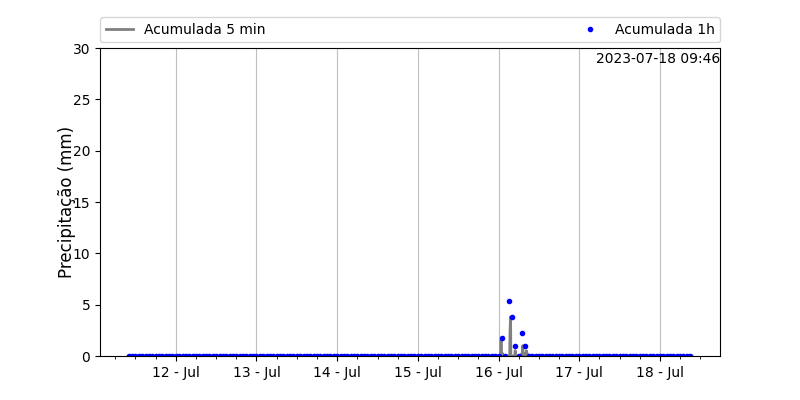 Acumulada 5 min
Acumulada 1h
2023-07-18 09:46
Precipitação (mm)
30
25
20
15
10
5
0
12 - Jul
13 - Jul
14 - Jul
15 - Jul
16 - Jul
17 - Jul
18 - Jul